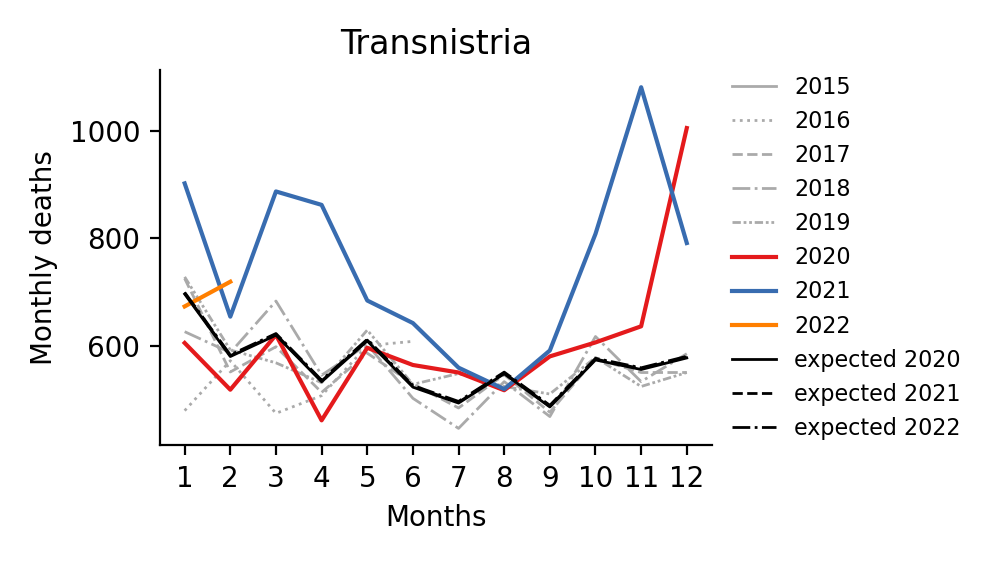 Transnistria
Monthly deaths
1000
800
600
1 2 3 4 5 6 7 8 9 10 11 12
Months
2015
2016
2017
2018
2019
2020
2021
2022
expected 2020
expected 2021
expected 2022